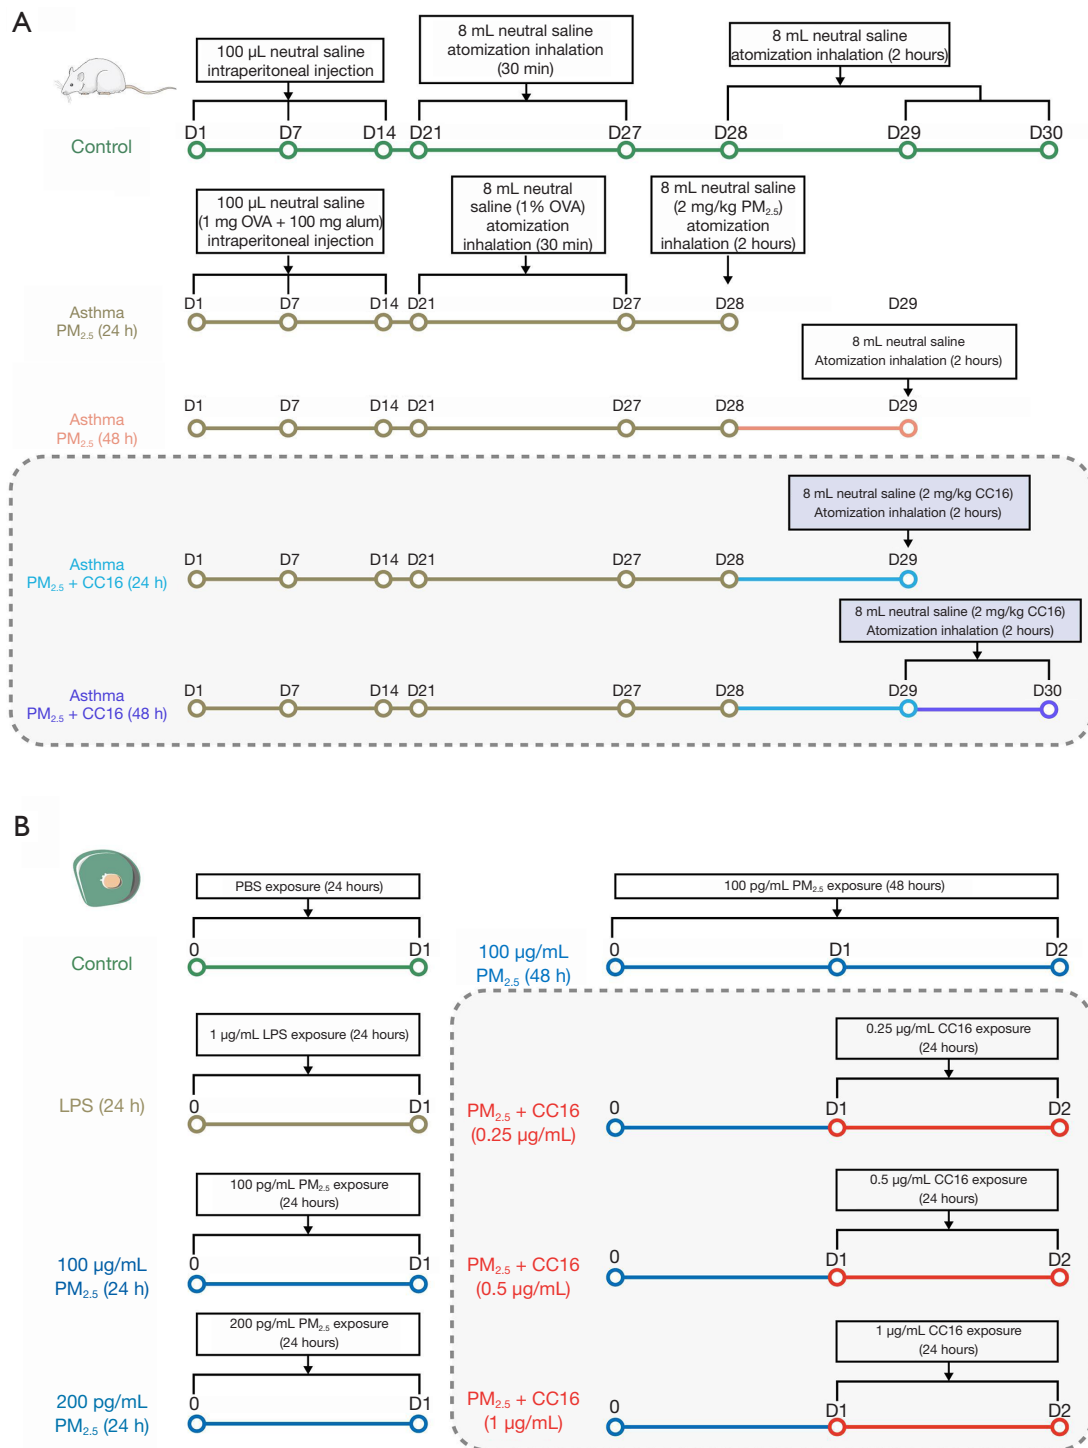 A
100 µL neutral saline
intraperitoneal injection
8 mL neutral saline
atomization inhalation
(30 min)
8 mL neutral saline
atomization inhalation (2 hours)
Control
D1 D7 D14 D21 D27 D28 D29 D30
100 µL neutral saline
(1 mg OVA + 100 mg alum)
intraperitoneal injection
8 mL neutral
saline (1% OVA)
atomization
inhalation (30 min)
8 mL neutral saline
(2 mg/kg PM2.5)
atomization
inhalation (2 hours)
Asthma
PM2.5 (24 h)
D1 D7 D14 D21 D27 D28 D29
8 mL neutral saline
Atomization inhalation (2 hours)
Asthma
PM2.5 (48 h)
D1 D7 D14 D21 D27 D28 D29
8 mL neutral saline (2 mg/kg CC16)
Atomization inhalation (2 hours)
Asthma
PM2.5 + CC16 (24 h)
D1 D7 D14 D21 D27 D28 D29
8 mL neutral saline (2 mg/kg CC16)
Atomization inhalation (2 hours)
Asthma
PM2.5 + CC16 (48 h)
D1 D7 D14 D21 D27 D28 D29 D30
B
PBS exposure (24 hours)
Control
0 D1
1 µg/mL LPS exposure (24 hours)
LPS (24 h)
0 D1
100 pg/mL PM2.5 exposure
(24 hours)
100 µg/mL
PM2.5 (24 h)
0 D1
200 pg/mL PM2.5 exposure
(24 hours)
200 pg/mL
PM2.5 (24 h)
0 D1
100 pg/mL PM2.5 exposure (48 hours)
100 µg/mL
PM2.5 (48 h)
0 D1 D2
0.25 µg/mL CC16 exposure
(24 hours)
PM2.5 + CC16
(0.25 µg/mL)
0 D1 D2
0.5 µg/mL CC16 exposure
(24 hours)
PM2.5 + CC16
(0.5 µg/mL)
0 D1 D2
1 µg/mL CC16 exposure
(24 hours)
PM2.5 + CC16
(1 µg/mL)
0 D1 D2